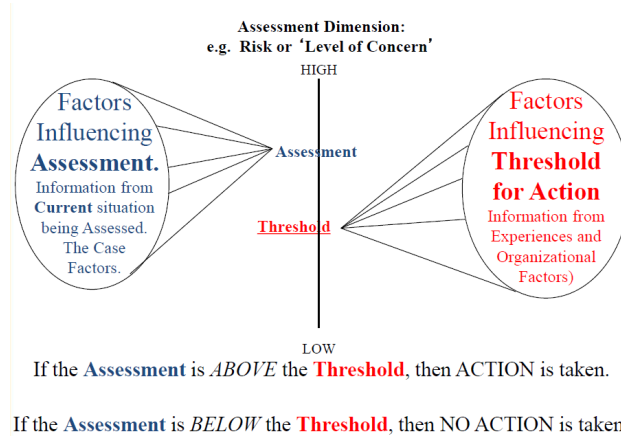 Assessment Dimension:
e.g. Risk or ‘Level of Concern’
HIGH
Factors
Influencing
Assessment.
Information from
Current situation
being Assessed.
The Case
Factors.
Assessment
Threshold
Factors
Influencing
Threshold
for Action
Information from
Experiences and
Organizational
Factors)
LOW
If the Assessment is ABOVE the Threshold, then ACTION is taken.
If the Assessment is BELOW the Threshold, then NO ACTION is taken